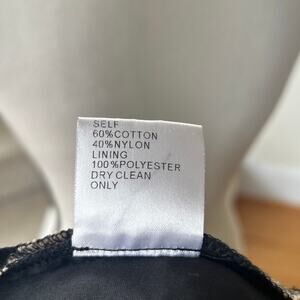 SELF
60%COTTON
40%NYLON
LINING
100%POLYESTER
DRY CLEAN
ONLY